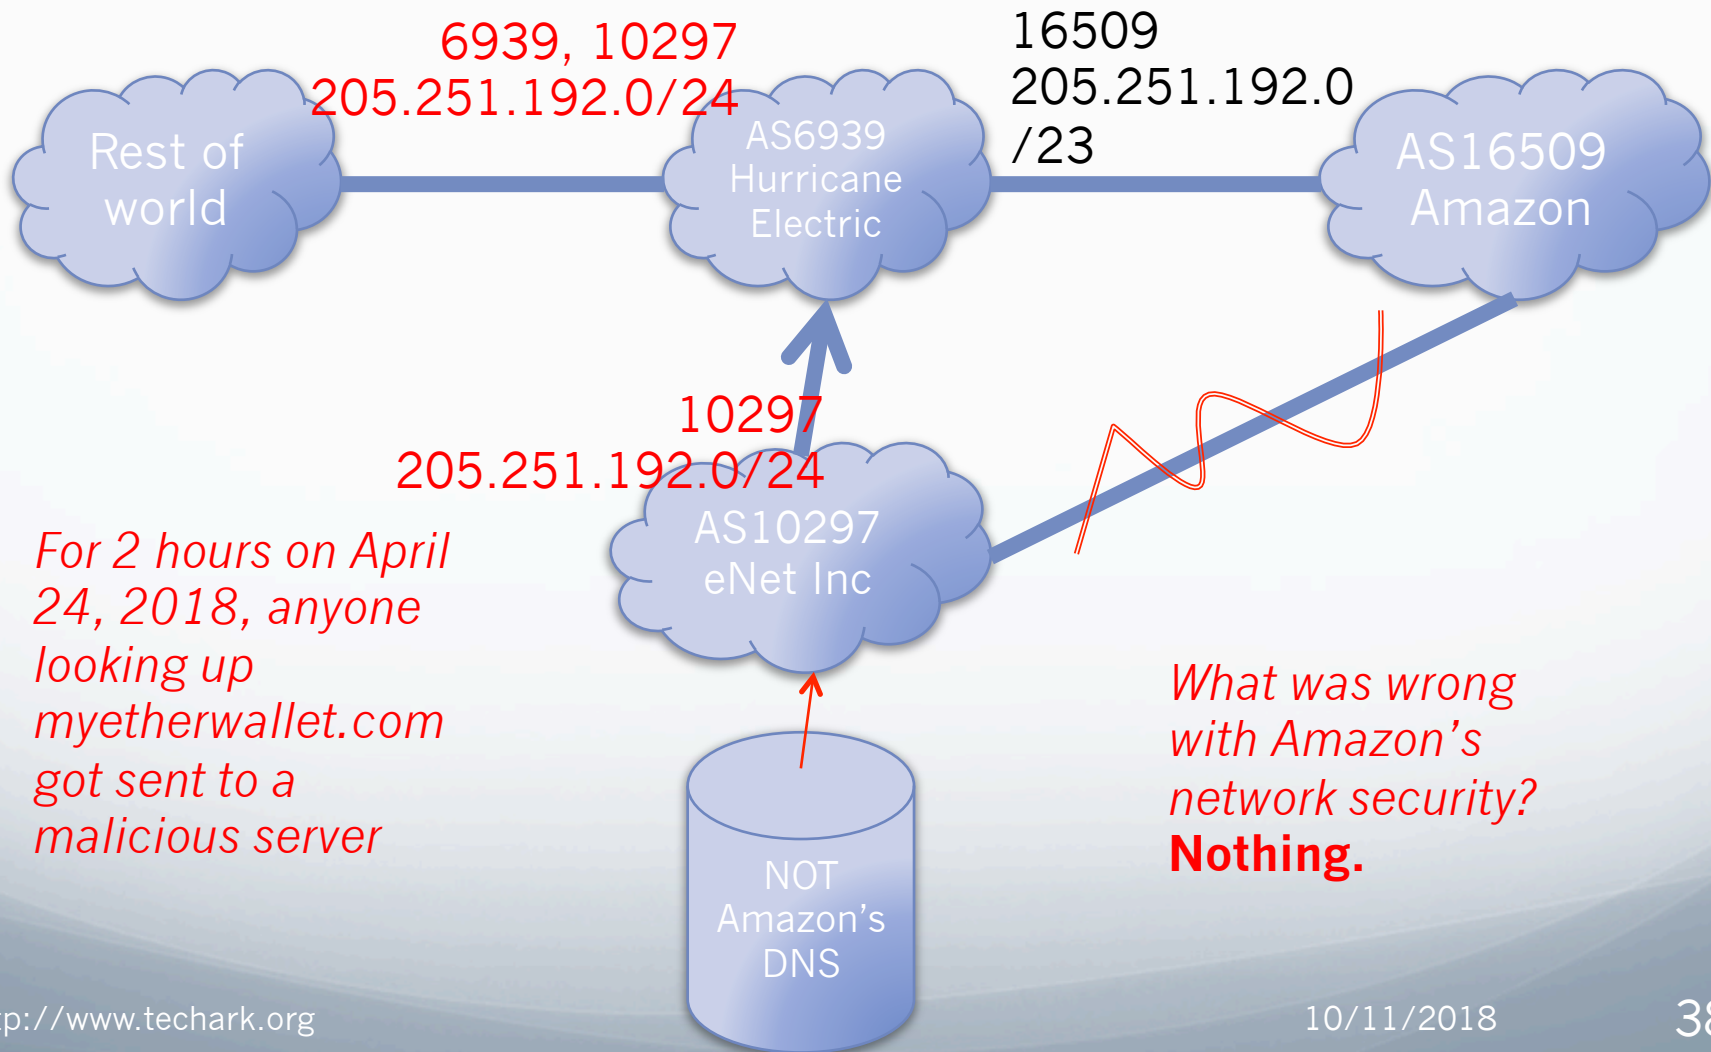 6939, 10297
205.251.192.0/24
16509
205.251.192.0
/23
Rest of
world
AS6939
Hurricane
Electric
AS16509
Amazon
10297
205.251.192.0/24
AS10297
eNet Inc
For 2 hours on April
24, 2018, anyone
looking up
myetherwallet.com
got sent to a
malicious server
What was wrong
with Amazon’s
network security?
Nothing.
NOT
Amazon’s
DNS
tp://www.techark.org
10/11/2018
38